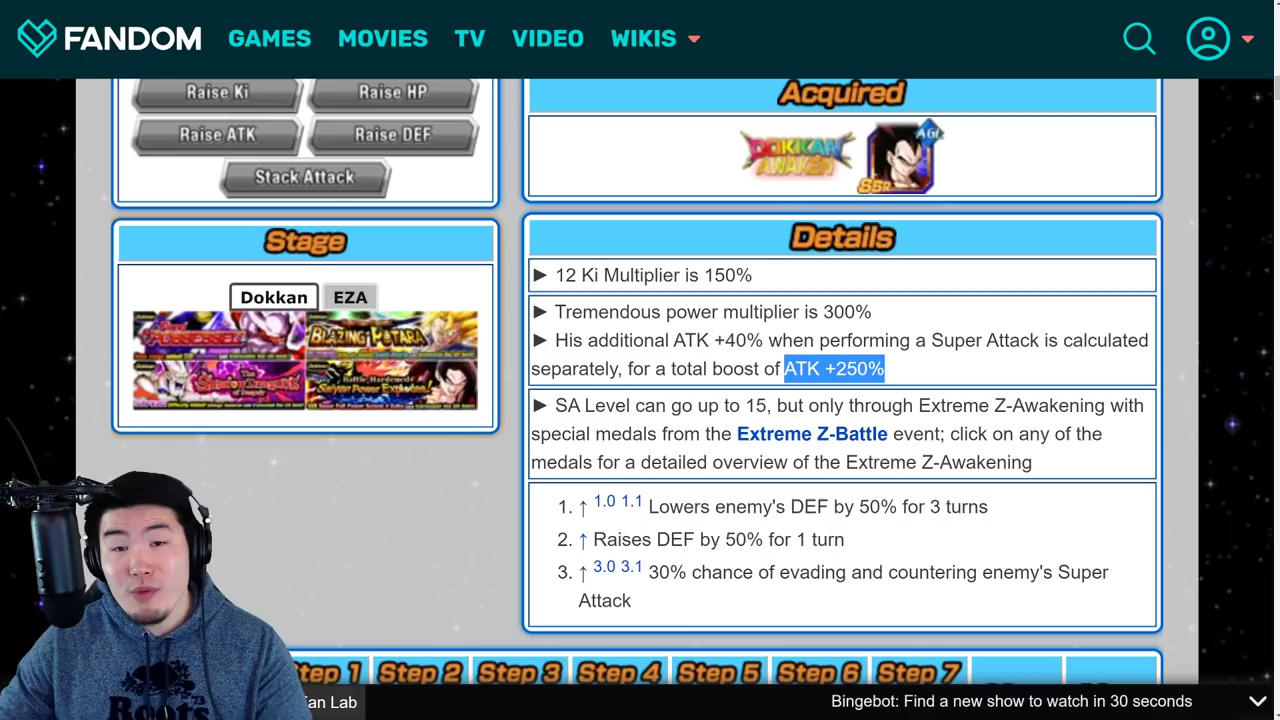 FANDOM GAMES MOVIES TV VIDEO WIKIS
Raise Ki Raise HP
Raise ATK Raise DEF
Stack Attack
Acquired
DOKKAN AWAKEN
AGL
SSR
Stage
Dokkan EZA
BLAZING POTARA
Details
► 12 Ki Multiplier is 150%
► Tremendous power multiplier is 300%
► His additional ATK +40% when performing a Super Attack is calculated
separately, for a total boost of ATK +250%
► SA Level can go up to 15, but only through Extreme Z-Awakening with
special medals from the Extreme Z-Battle event; click on any of the
medals for a detailed overview of the Extreme Z-Awakening
1. ↑ 1.0 1.1 Lowers enemy's DEF by 50% for 3 turns
2. ↑ Raises DEF by 50% for 1 turn
3. ↑ 3.0 3.1 30% chance of evading and countering enemy's Super
Attack
Step 2 Step 3 Step 4 Step 5 Step 6 Step 7
Lab
Bingebot: Find a new show to watch in 30 seconds